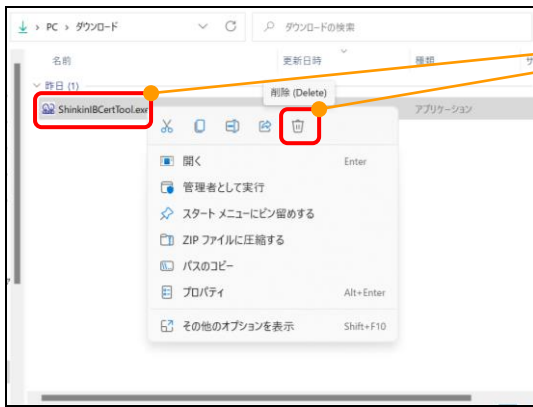 PC > ダウンロード
ダウンロードの検索
名前 更新日時 種類
昨日 (1)
削除 (Delete)
ShinkinIBCertTool.exe アプリケーション
開く Enter
管理者として実行
スタート メニューにピン留めする
ZIP ファイルに圧縮する
パスのコピー
プロパティ Alt+Enter
その他のオプションを表示 Shift+F10